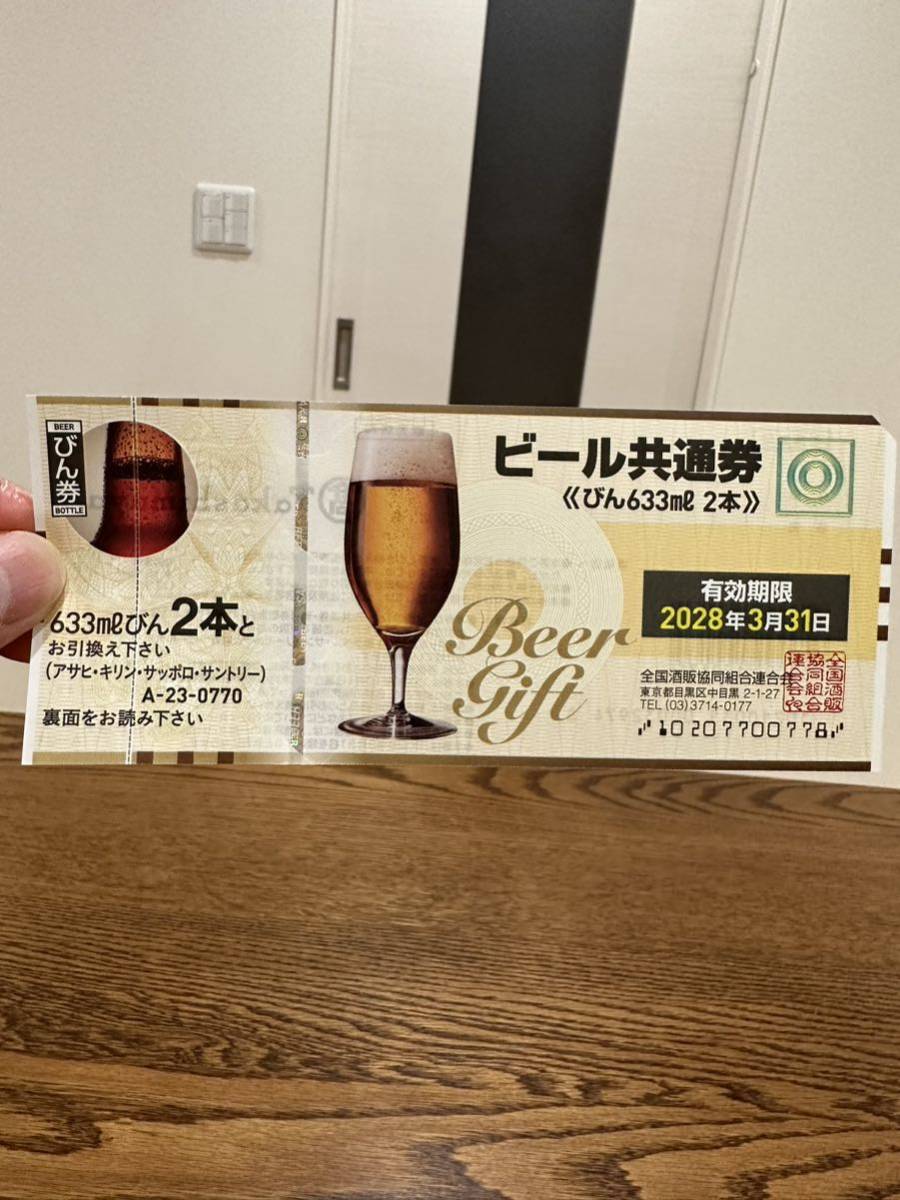 BEER
びん券
BOTTLE
633mlびん2本と
お引換え下さい
(アサヒ・キリン・サッポロ・サントリー)
A-23-0770
裏面をお読み下さい
Beer
Gift
ビール共通券
《びん633ml 2本》
有効期限
2028年3月31日
全国酒販協同組合連合会
東京都目黒区中目黒 2-1-27
TEL (03)3714-0177
全国酒販
協同組合
連合会印
1020770077８